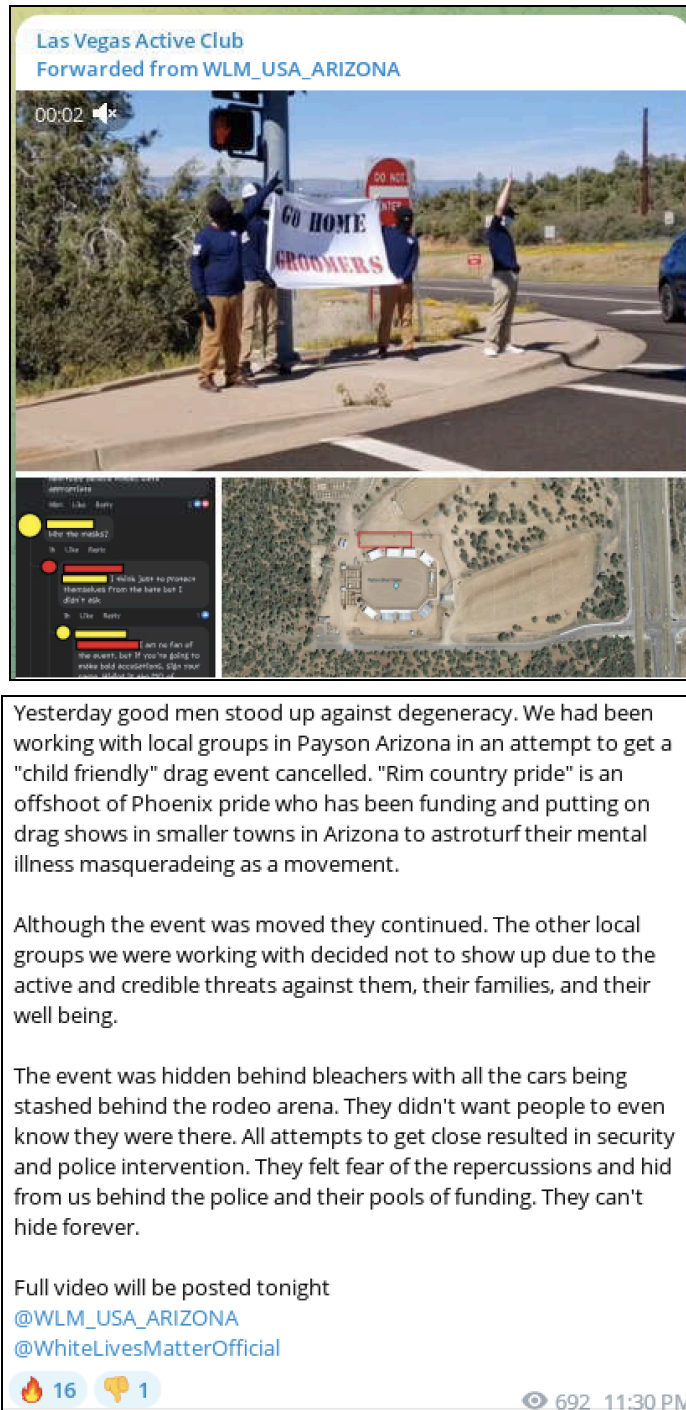 Las Vegas Active Club
Forwarded from WLM_USA_ARIZONA
00:02
DO NOT
ENTER
GO HOME
GROOMERS
appropriate
Like Reply
Why the masks?
1h Like Reply
I think just to protect
themselves from the hate but I
didn't ask
1h Like Reply
I am no fan of
the event, but if you're going to
make bold accusations, sign your
Yesterday good men stood up against degeneracy. We had been
working with local groups in Payson Arizona in an attempt to get a
"child friendly" drag event cancelled. "Rim country pride" is an
offshoot of Phoenix pride who has been funding and putting on
drag shows in smaller towns in Arizona to astroturf their mental
illness masqueradeing as a movement.
Although the event was moved they continued. The other local
groups we were working with decided not to show up due to the
active and credible threats against them, their families, and their
well being.
The event was hidden behind bleachers with all the cars being
stashed behind the rodeo arena. They didn't want people to even
know they were there. All attempts to get close resulted in security
and police intervention. They felt fear of the repercussions and hid
from us behind the police and their pools of funding. They can't
hide forever.
Full video will be posted tonight
@WLM_USA_ARIZONA
@WhiteLivesMatterOfficial
16 1
692 11:30 PM